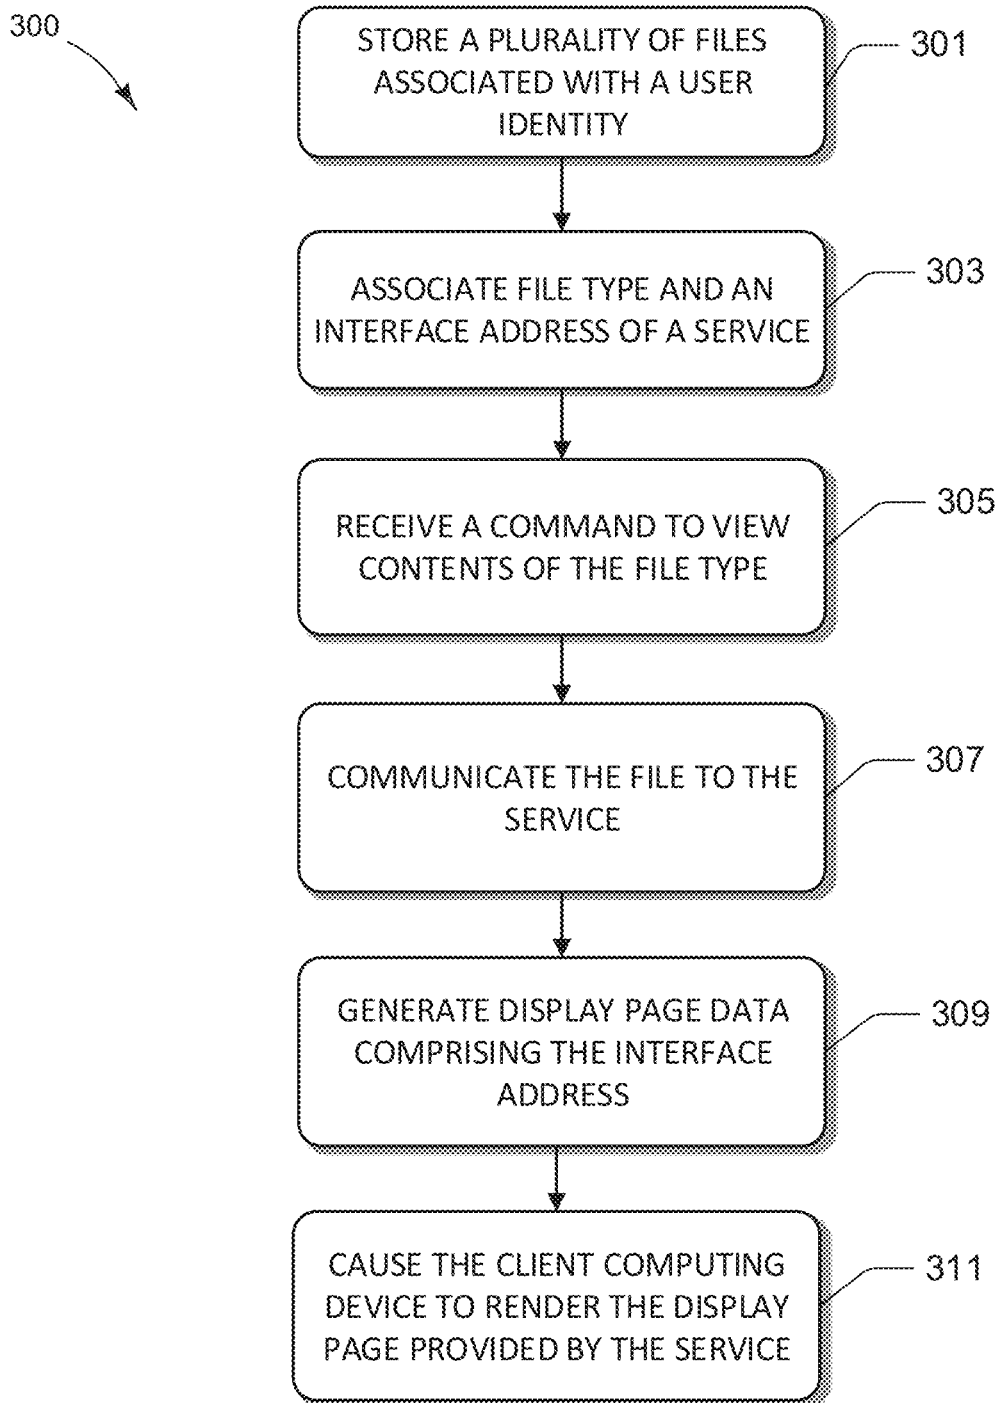 300
STORE A PLURALITY OF FILES
ASSOCIATED WITH A USER
IDENTITY
301
ASSOCIATE FILE TYPE AND AN
INTERFACE ADDRESS OF A SERVICE
303
RECEIVE A COMMAND TO VIEW
CONTENTS OF THE FILE TYPE
305
COMMUNICATE THE FILE TO THE
SERVICE
307
GENERATE DISPLAY PAGE DATA
COMPRISING THE INTERFACE
ADDRESS
309
CAUSE THE CLIENT COMPUTING
DEVICE TO RENDER THE DISPLAY
PAGE PROVIDED BY THE SERVICE
311